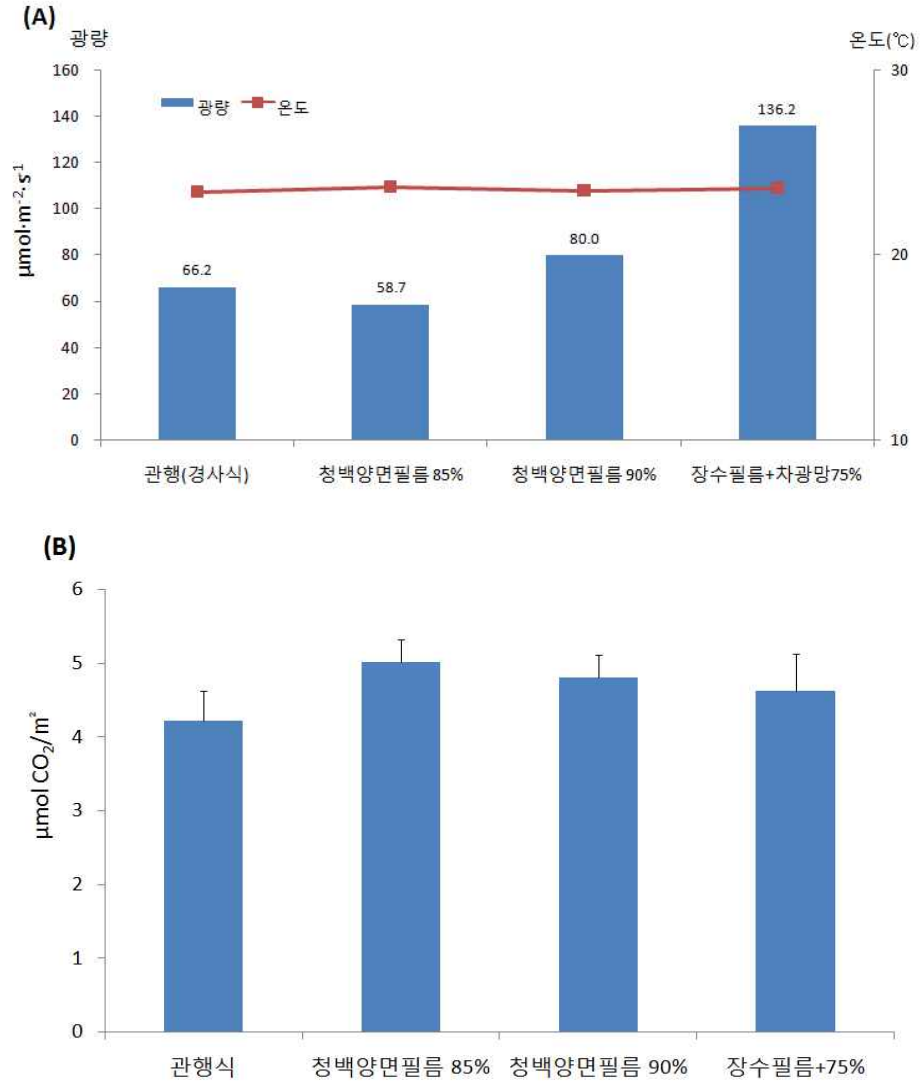 (A)
광량
온도(℃)
160
140
120
100
80
60
40
20
0
μmol·m⁻²·s⁻¹
30
20
10
광량
온도
66.2
58.7
80.0
136.2
관행(경사식)
청백양면필름 85%
청백양면필름 90%
장수필름+차광망75%
(B)
6
5
4
3
2
1
0
μmol CO₂/m²
관행식
청백양면필름 85%
청백양면필름 90%
장수필름+75%